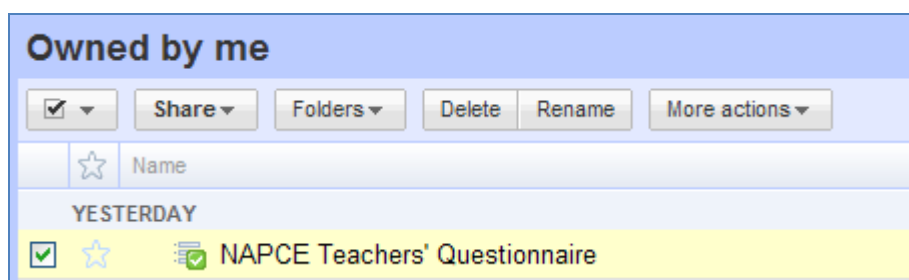 Owned by me
Share Folders Delete Rename More actions
Name
YESTERDAY
NAPCE Teachers' Questionnaire